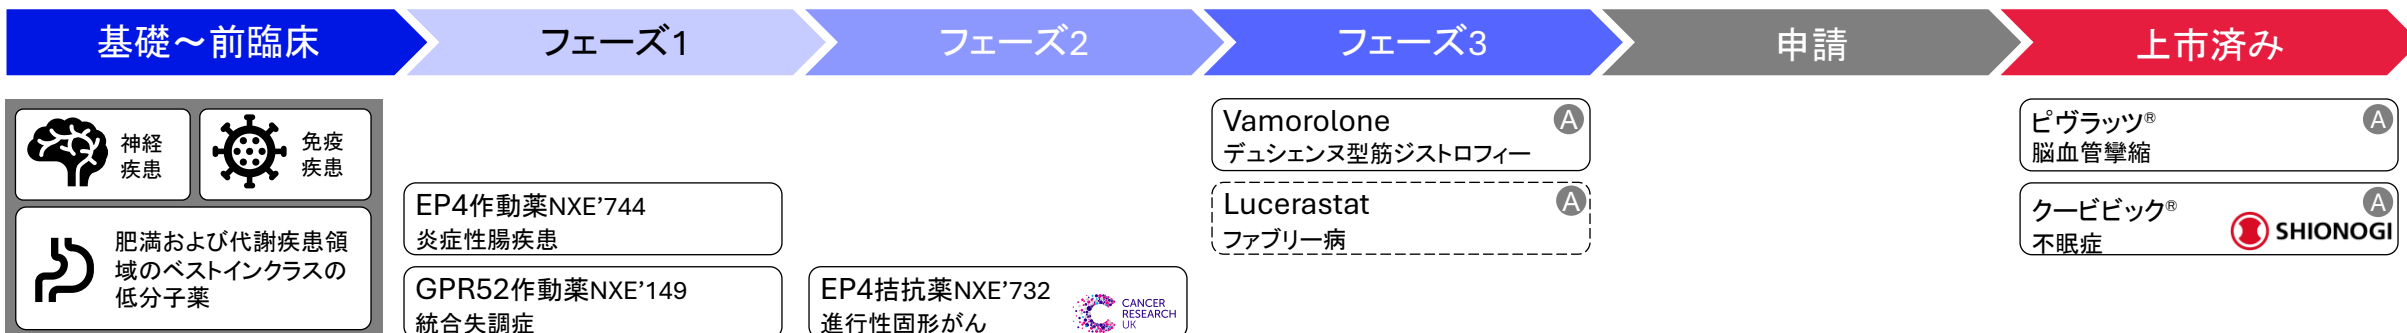 基礎~前臨床
フェーズ1
フェーズ2
フェーズ3
申請
上市済み
神経
疾患
免疫
疾患
肥満および代謝疾患領
域のベストインクラスの
低分子薬
EP4作動薬NXE'744
炎症性腸疾患
GPR52作動薬NXE'149
統合失調症
EP4拮抗薬NXE'732
進行性固形がん
CANCER
RESEARCH
UK
Vamorolone
A
デュシェンヌ型筋ジストロフィー
Lucerastat
A
ファブリー病
ピヴラッツ®
A
脳血管攣縮
クービビック®
A
不眠症
SHIONOGI